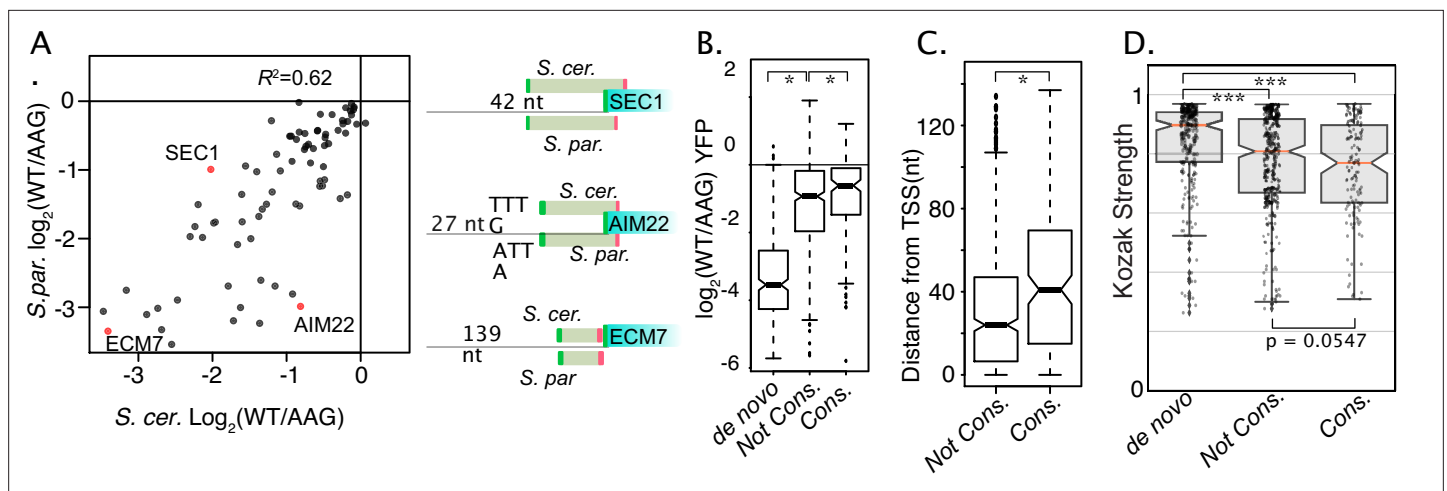 A
.
R²=0.62
0
-1
-2
-3
S.par. log₂(WT/AAG)
SEC1
AIM22
ECM7
-3
-2
-1
0
S. cer. Log₂(WT/AAG)
S. cer.
42 nt
SEC1
S. par.
TTT
G
S. cer.
27 nt
AIM22
ATT
A
S. par.
139
nt
S. cer.
ECM7
S. par
B.
2
0
-2
-4
-6
log₂(WT/AAG) YFP
*
*
de novo
Not Cons.
Cons.
C.
120
80
40
0
Distance from TSS(nt)
*
Not Cons.
Cons.
D.
1
0
Kozak Strength
***
***
p = 0.0547
de novo
Not Cons.
Cons.